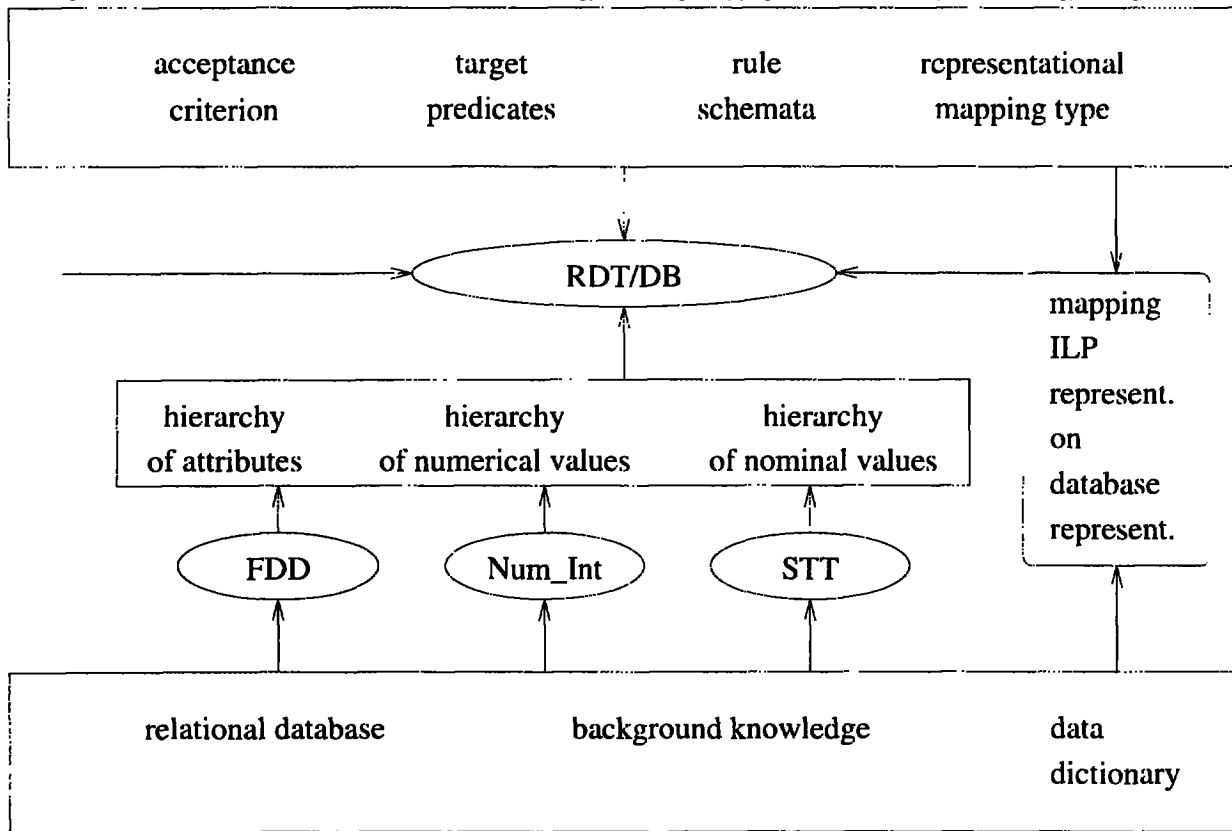 acceptance target rule representational
criterion predicates schemata mapping type
RDT/DB
mapping
ILP
represent.
on
database
represent.
hierarchy hierarchy hierarchy
of attributes of numerical values of nominal values
FDD Num_Int STT
relational database background knowledge data
dictionary